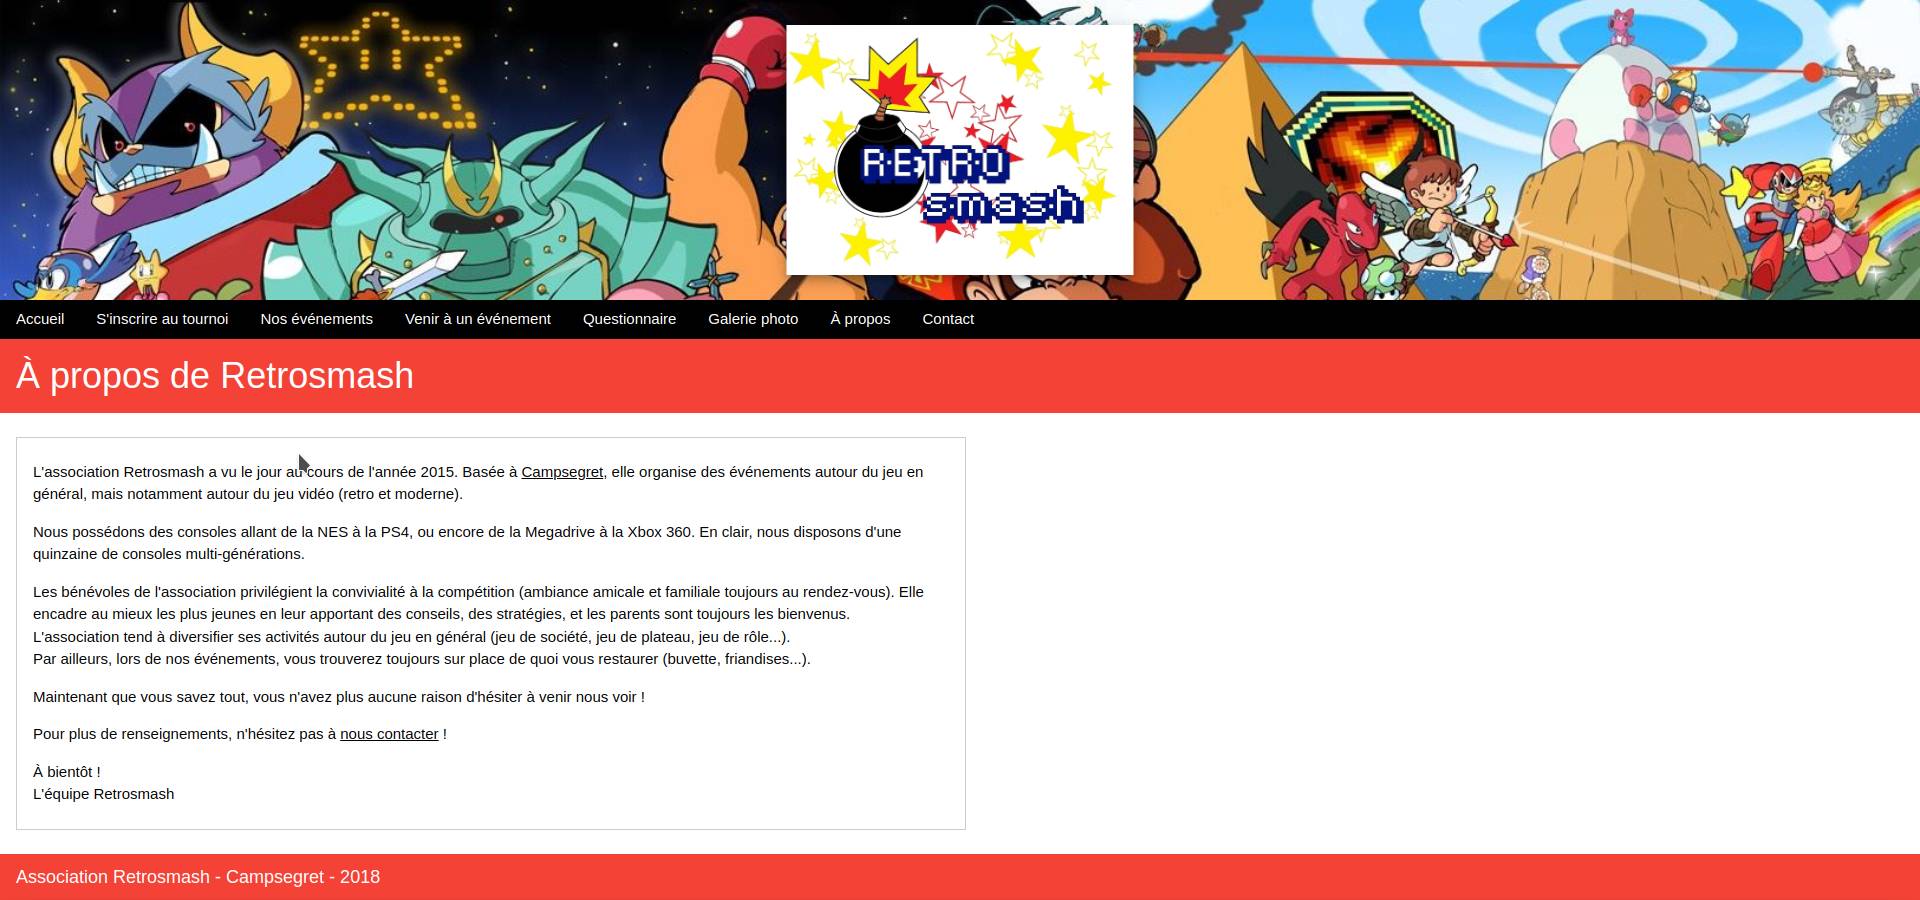 RETRO
smash
Accueil S'inscrire au tournoi Nos événements Venir à un événement Questionnaire Galerie photo À propos Contact
À propos de Retrosmash
L'association Retrosmash a vu le jour au cours de l'année 2015. Basée à Campsegret, elle organise des événements autour du jeu en
général, mais notamment autour du jeu vidéo (retro et moderne).
Nous possédons des consoles allant de la NES à la PS4, ou encore de la Megadrive à la Xbox 360. En clair, nous disposons d'une
quinzaine de consoles multi-générations.
Les bénévoles de l'association privilégient la convivialité à la compétition (ambiance amicale et familiale toujours au rendez-vous). Elle
encadre au mieux les plus jeunes en leur apportant des conseils, des stratégies, et les parents sont toujours les bienvenus.
L'association tend à diversifier ses activités autour du jeu en général (jeu de société, jeu de plateau, jeu de rôle...).
Par ailleurs, lors de nos événements, vous trouverez toujours sur place de quoi vous restaurer (buvette, friandises...).
Maintenant que vous savez tout, vous n'avez plus aucune raison d'hésiter à venir nous voir !
Pour plus de renseignements, n'hésitez pas à nous contacter !
À bientôt !
L'équipe Retrosmash
Association Retrosmash - Campsegret - 2018